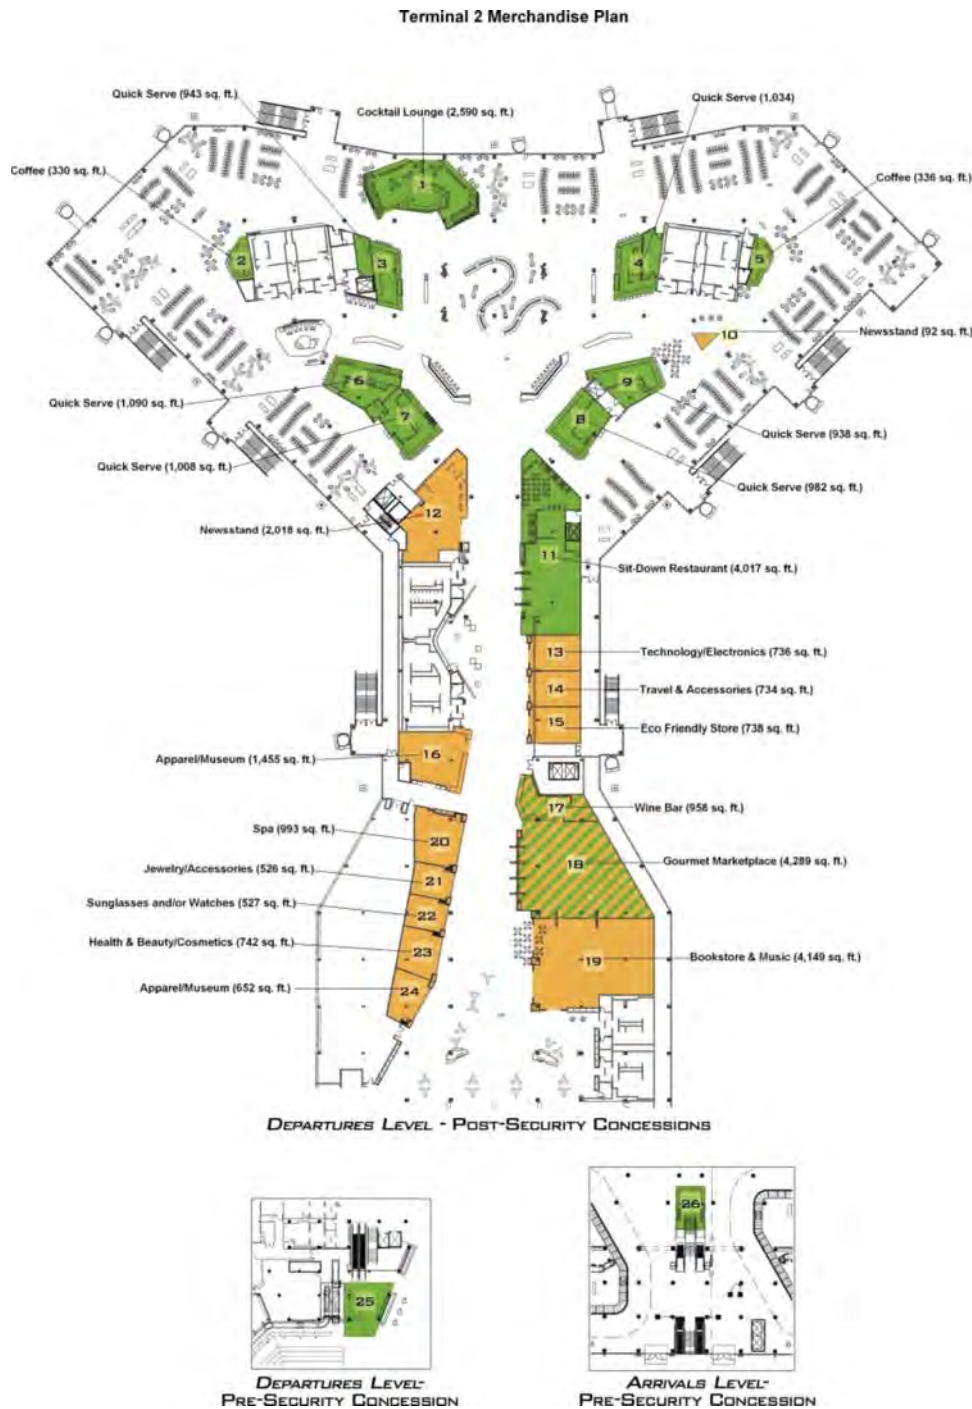 Terminal 2 Merchandise Plan
Quick Serve (943 sq. ft.)
Cocktail Lounge (2,590 sq. ft.)
Quick Serve (1,034)
Coffee (330 sq. ft.)
Coffee (336 sq. ft.)
1
2
3
4
5
10
Newsstand (92 sq. ft.)
6
9
Quick Serve (1,090 sq. ft.)
7
8
Quick Serve (938 sq. ft.)
Quick Serve (1,008 sq. ft.)
Quick Serve (982 sq. ft.)
12
Newsstand (2,018 sq. ft.)
11
Sit-Down Restaurant (4,017 sq. ft.)
13
Technology/Electronics (736 sq. ft.)
14
Travel & Accessories (734 sq. ft.)
15
Eco Friendly Store (738 sq. ft.)
16
Apparel/Museum (1,455 sq. ft.)
17
Wine Bar (958 sq. ft.)
Spa (993 sq. ft.)
20
18
Gourmet Marketplace (4,289 sq. ft.)
Jewelry/Accessories (526 sq. ft.)
21
Sunglasses and/or Watches (527 sq. ft.)
22
Health & Beauty/Cosmetics (742 sq. ft.)
23
19
Bookstore & Music (4,149 sq. ft.)
Apparel/Museum (652 sq. ft.)
24
DEPARTURES LEVEL - POST-SECURITY CONCESSIONS
25
26
DEPARTURES LEVEL-
PRE-SECURITY CONCESSION
ARRIVALS LEVEL-
PRE-SECURITY CONCESSION